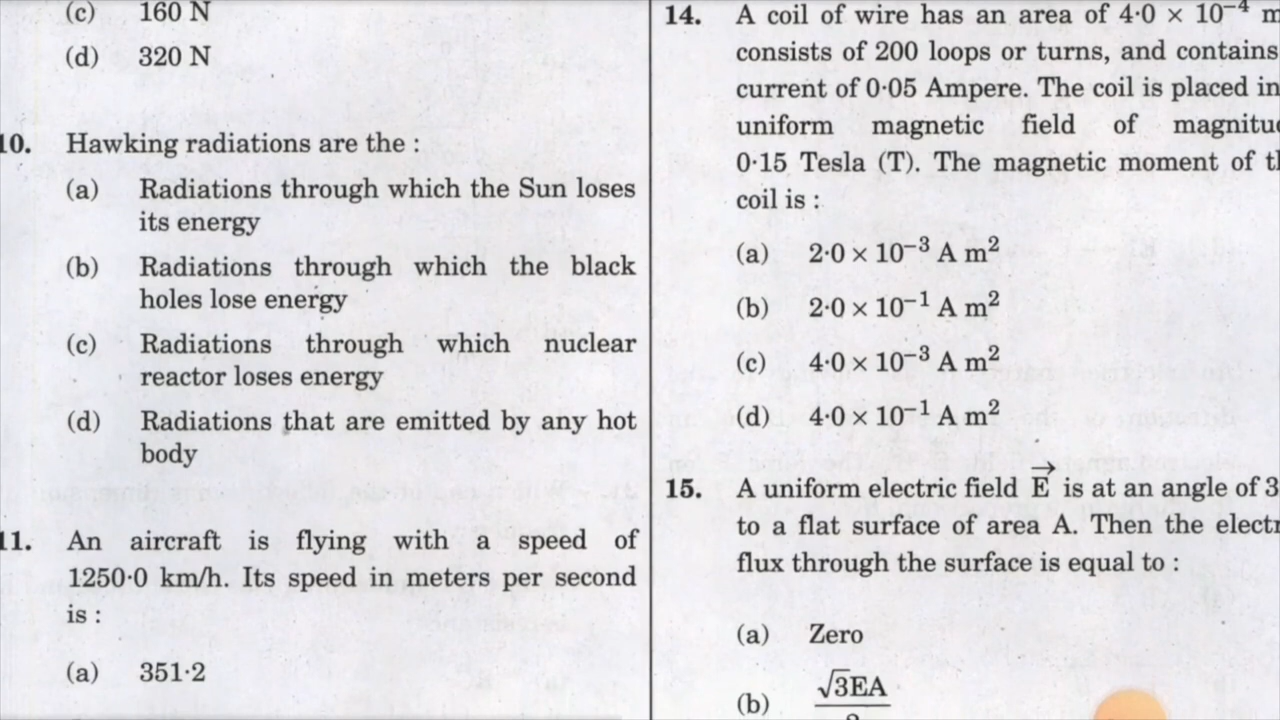 (c) 160 N
(d) 320 N
10. Hawking radiations are the :
(a) Radiations through which the Sun loses
its energy
(b) Radiations through which the black
holes lose energy
(c) Radiations through which nuclear
reactor loses energy
(d) Radiations that are emitted by any hot
body
11. An aircraft is flying with a speed of
1250·0 km/h. Its speed in meters per second
is :
(a) 351·2
14. A coil of wire has an area of 4·0 × 10⁻⁴ m
consists of 200 loops or turns, and contains
current of 0·05 Ampere. The coil is placed in
uniform magnetic field of magnitud
0·15 Tesla (T). The magnetic moment of th
coil is :
(a) 2·0 × 10⁻³ A m²
(b) 2·0 × 10⁻¹ A m²
(c) 4·0 × 10⁻³ A m²
(d) 4·0 × 10⁻¹ A m²
15. A uniform electric field E⃗ is at an angle of 3
to a flat surface of area A. Then the electr
flux through the surface is equal to :
(a) Zero
(b) √3EA